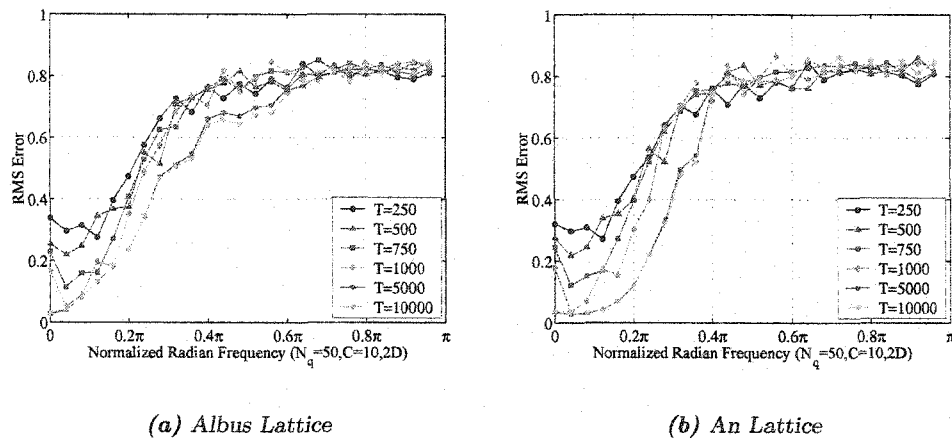 1
0.8
0.6
0.4
0.2
0
RMS Error
0 0.2π 0.4π 0.6π 0.8π π
Normalized Radian Frequency (N_q=50,C=10,2D)
T=250
T=500
T=750
T=1000
T=5000
T=10000
(a) Albus Lattice
1
0.8
0.6
0.4
0.2
0
RMS Error
0 0.2π 0.4π 0.6π 0.8π π
Normalized Radian Frequency (N_q=50,C=10,2D)
T=250
T=500
T=750
T=1000
T=5000
T=10000
(b) An Lattice